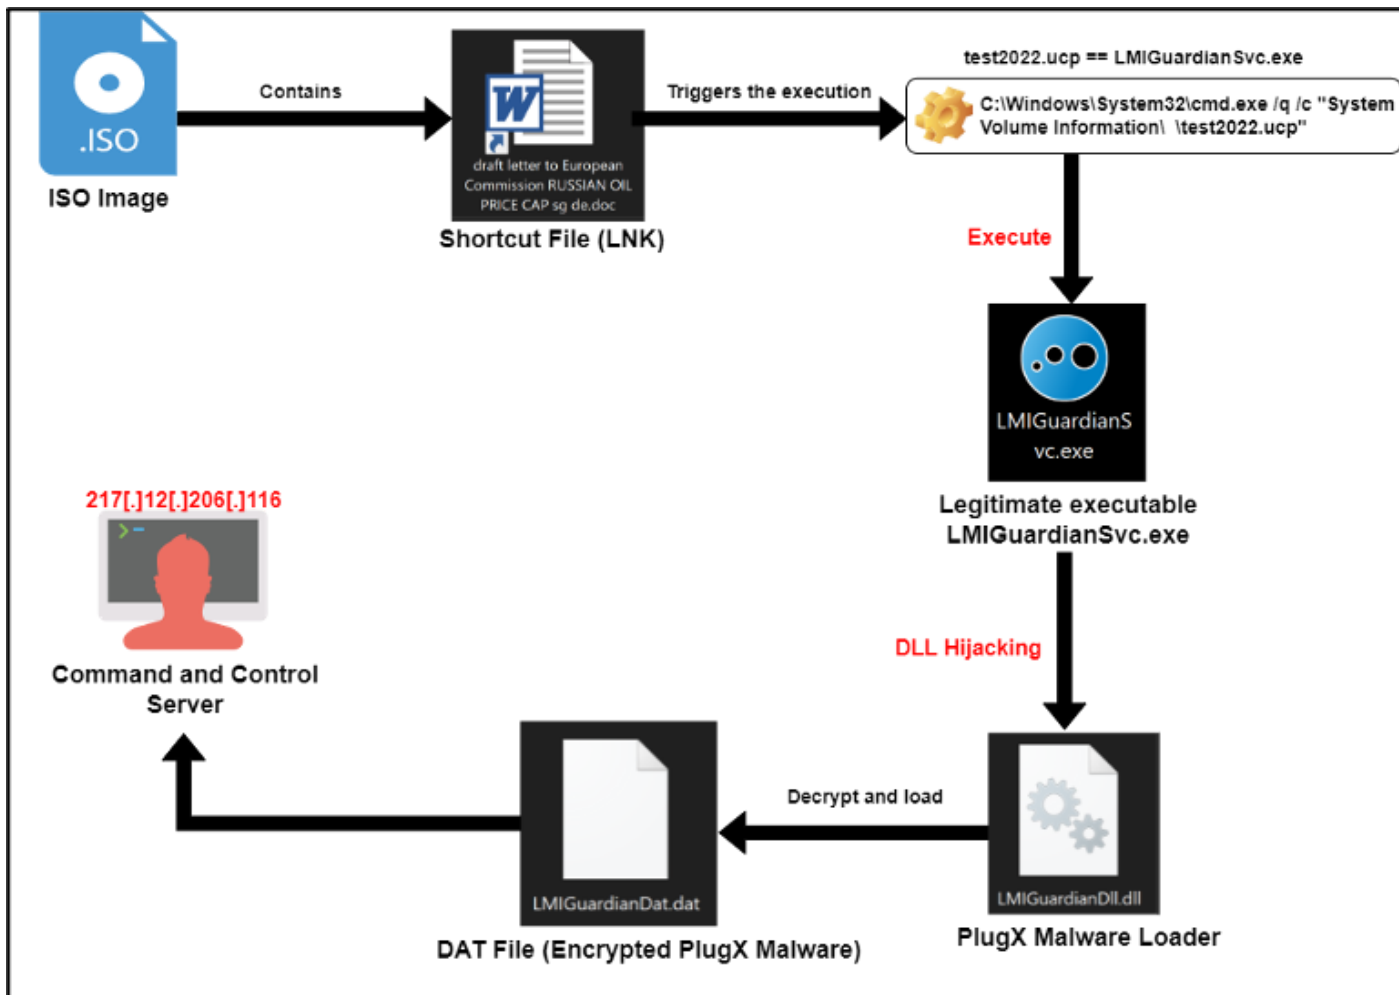 .ISO
ISO Image
Contains
W
draft letter to European
Commission RUSSIAN OIL
PRICE CAP sg de.doc
Shortcut File (LNK)
Triggers the execution
test2022.ucp == LMIGuardianSvc.exe
C:\Windows\System32\cmd.exe /q /c "System
Volume Information\  \test2022.ucp"
Execute
LMIGuardianS
vc.exe
Legitimate executable
LMIGuardianSvc.exe
DLL Hijacking
LMIGuardianDll.dll
PlugX Malware Loader
Decrypt and load
LMIGuardianDat.dat
DAT File (Encrypted PlugX Malware)
217[.]12[.]206[.]116
Command and Control
Server